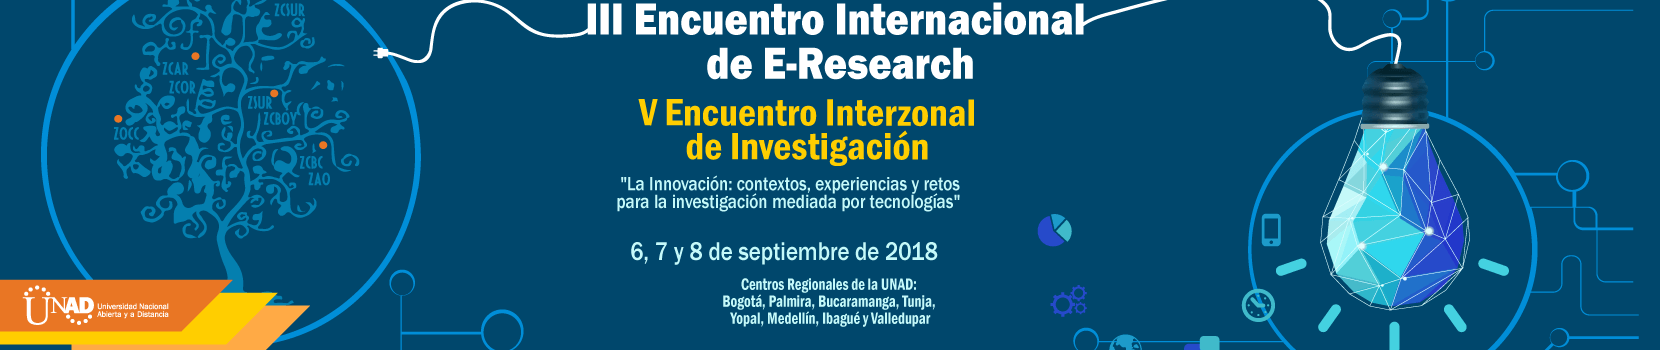 ZCSUR
ZCAR
ZCOR
ZSUR
ZCBOY
ZOCC
ZCBC
ZAO
III Encuentro Internacional
de E-Research
V Encuentro Interzonal
de Investigación
"La Innovación: contextos, experiencias y retos
para la investigación mediada por tecnologías"
6, 7 y 8 de septiembre de 2018
Centros Regionales de la UNAD:
Bogotá, Palmira, Bucaramanga, Tunja,
Yopal, Medellín, Ibagué y Valledupar
UNAD
Universidad Nacional
Abierta y a Distancia